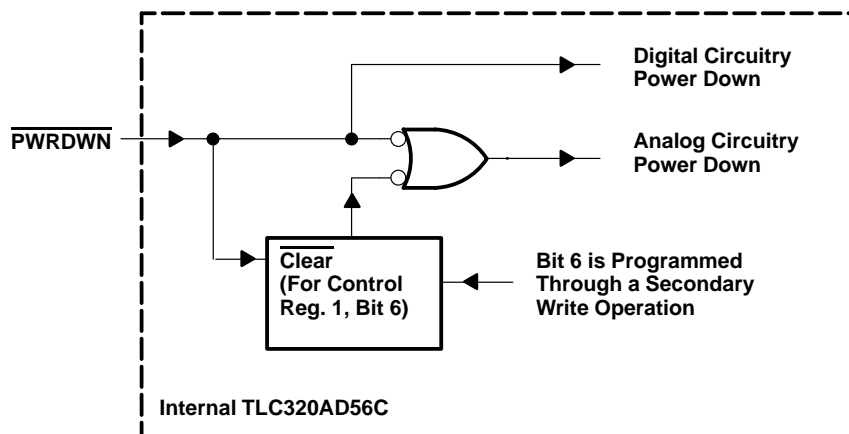 Digital Circuitry
Power Down
PWRDWN
Analog Circuitry
Power Down
Clear
(For Control
Reg. 1, Bit 6)
Bit 6 is Programmed
Through a Secondary
Write Operation
Internal TLC320AD56C